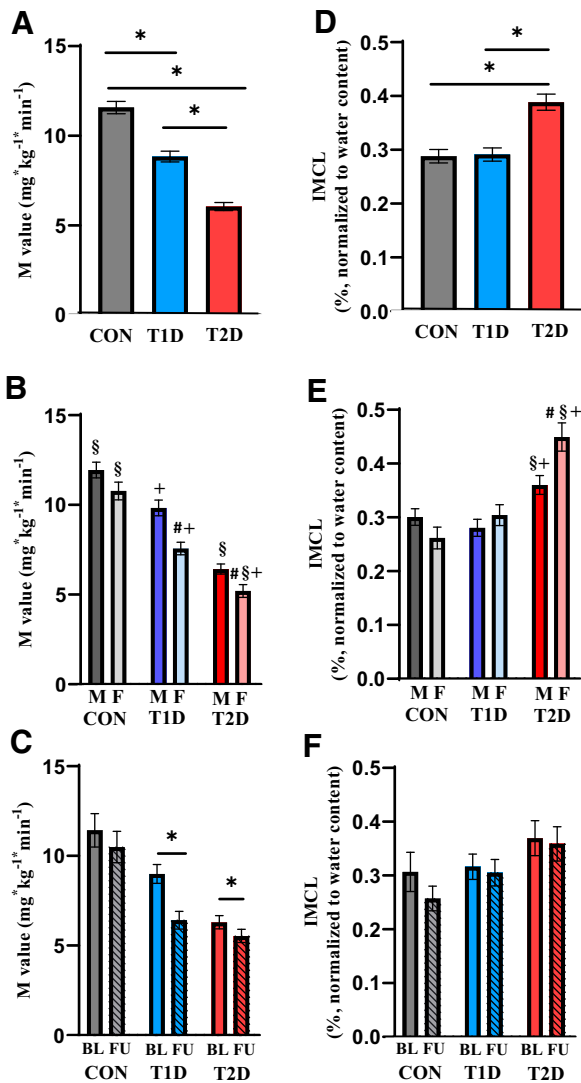 A
M value (mg*kg⁻¹*min⁻¹)
15
10
5
0
*
*
*
CON T1D T2D
D
IMCL
(%, normalized to water content)
0.5
0.4
0.3
0.2
0.1
0.0
*
*
CON T1D T2D
B
M value (mg*kg⁻¹*min⁻¹)
15
10
5
0
§ § + #+ § #§+
M F M F M F
CON T1D T2D
E
IMCL
(%, normalized to water content)
0.5
0.4
0.3
0.2
0.1
0.0
§+ # §+
M F M F M F
CON T1D T2D
C
M value (mg*kg⁻¹*min⁻¹)
15
10
5
0
* *
BL FU BL FU BL FU
CON T1D T2D
F
IMCL
(%, normalized to water content)
0.5
0.4
0.3
0.2
0.1
0.0
BL FU BL FU BL FU
CON T1D T2D